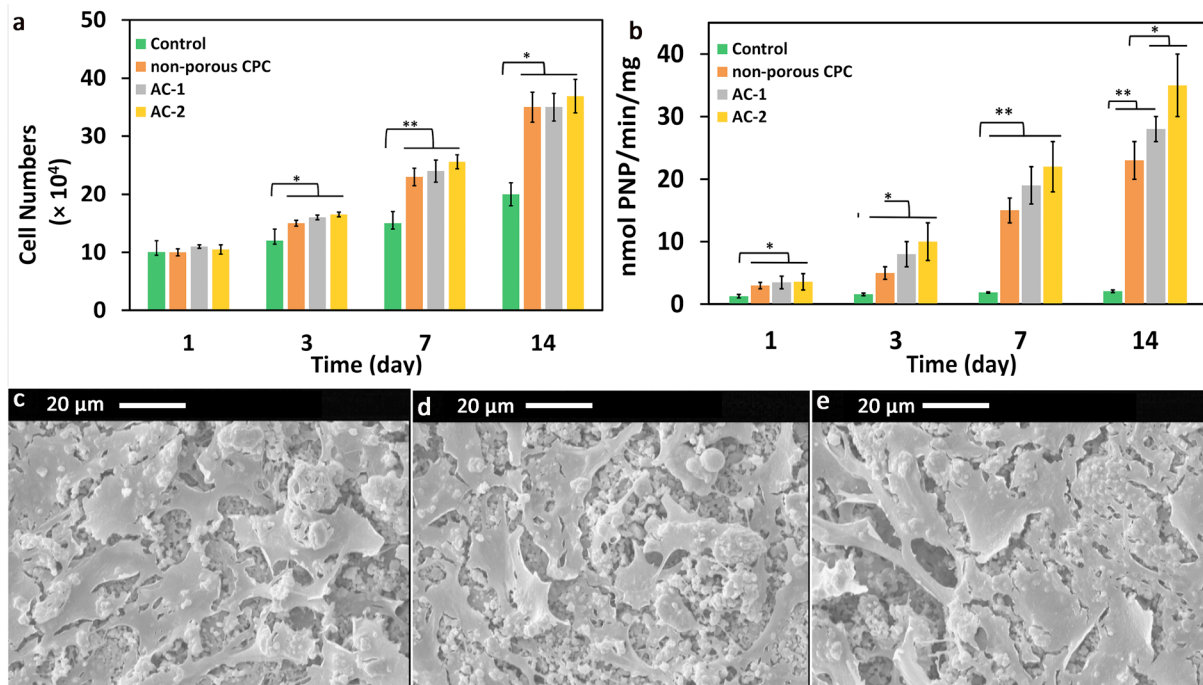 a
50
40
30
20
10
0
Cell Numbers
(× 10⁴)
Control
non-porous CPC
AC-1
AC-2
*
**
*
1 3 7 14
Time (day)
b
40
30
20
10
0
nmol PNP/min/mg
Control
non-porous CPC
AC-1
AC-2
*
*
**
**
*
1 3 7 14
Time (day)
c 20 µm
d 20 µm
e 20 µm